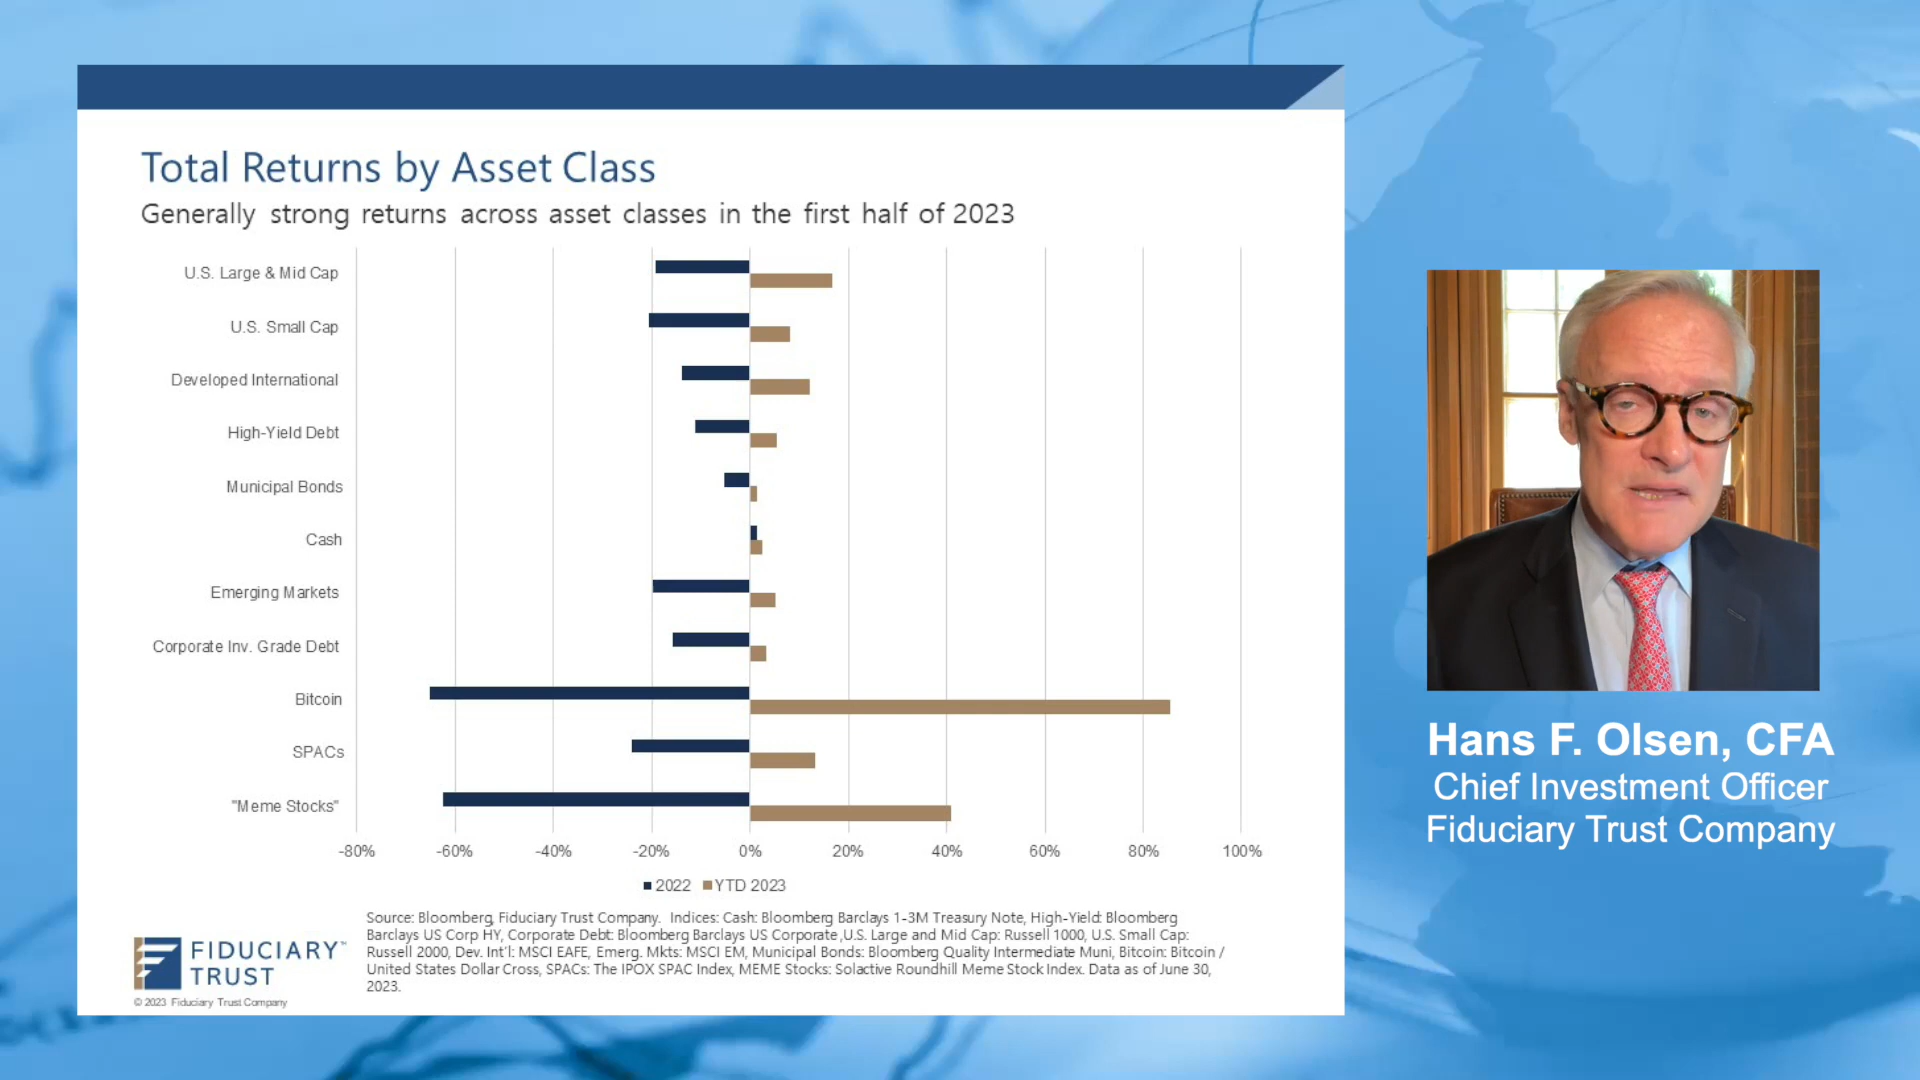 Total Returns by Asset Class
Generally strong returns across asset classes in the first half of 2023
U.S. Large & Mid Cap
U.S. Small Cap
Developed International
High-Yield Debt
Municipal Bonds
Cash
Emerging Markets
Corporate Inv. Grade Debt
Bitcoin
SPACs
"Meme Stocks"
-80% -60% -40% -20% 0% 20% 40% 60% 80% 100%
2022 YTD 2023
Source: Bloomberg, Fiduciary Trust Company. Indices: Cash: Bloomberg Barclays 1-3M Treasury Note, High-Yield: Bloomberg
Barclays US Corp HY, Corporate Debt: Bloomberg Barclays US Corporate ,U.S. Large and Mid Cap: Russell 1000, U.S. Small Cap:
Russell 2000, Dev. Int'l: MSCI EAFE, Emerg. Mkts: MSCI EM, Municipal Bonds: Bloomberg Quality Intermediate Muni, Bitcoin: Bitcoin /
United States Dollar Cross, SPACs: The IPOX SPAC Index, MEME Stocks: Solactive Roundhill Meme Stock Index. Data as of June 30,
2023.
FIDUCIARY™
TRUST
© 2023 Fiduciary Trust Company
Hans F. Olsen, CFA
Chief Investment Officer
Fiduciary Trust Company